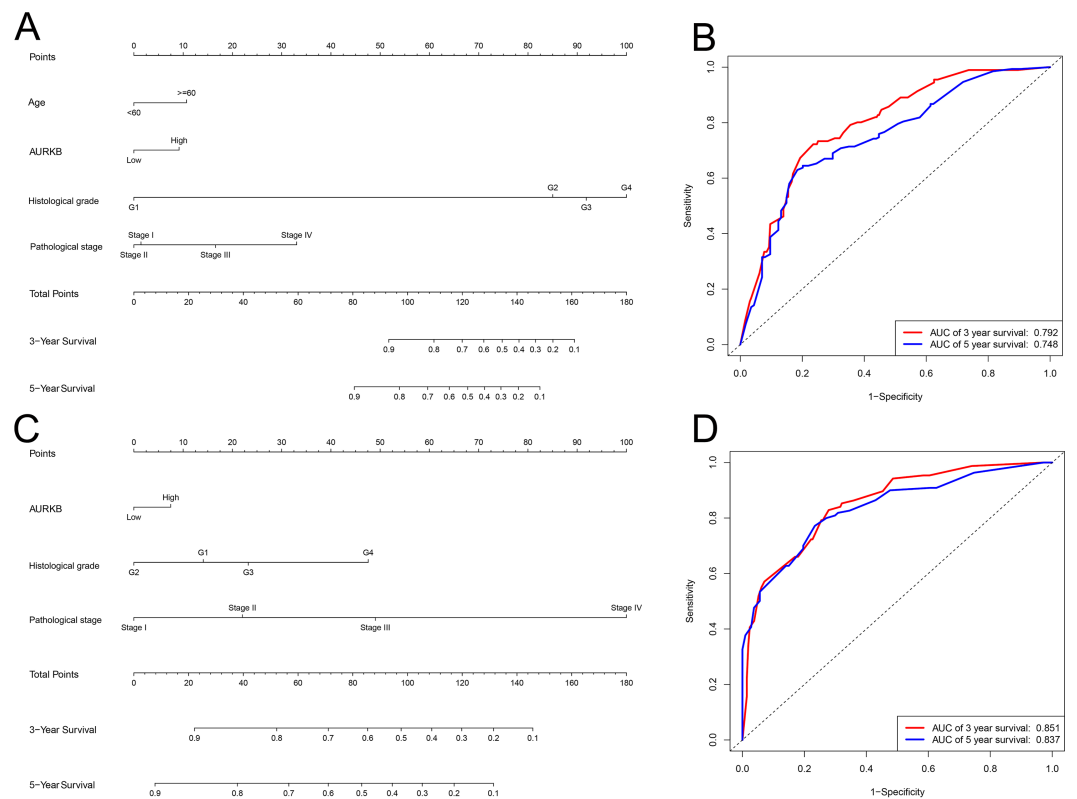 A
Points
0 10 20 30 40 50 60 70 80 90 100
Age
<60
>=60
AURKB
Low
High
Histological grade
G1
G2
G3
G4
Pathological stage
Stage II
Stage I
Stage III
Stage IV
Total Points
0 20 40 60 80 100 120 140 160 180
3−Year Survival
0.9 0.8 0.7 0.6 0.5 0.4 0.3 0.2 0.1
5−Year Survival
0.9 0.8 0.7 0.6 0.5 0.4 0.3 0.2 0.1
B
Sensitivity
1.0
0.8
0.6
0.4
0.2
0.0
0.0 0.2 0.4 0.6 0.8 1.0
1−Specificity
AUC of 3 year survival: 0.792
AUC of 5 year survival: 0.748
C
Points
0 10 20 30 40 50 60 70 80 90 100
AURKB
Low
High
Histological grade
G2
G1
G3
G4
Pathological stage
Stage I
Stage II
Stage III
Stage IV
Total Points
0 20 40 60 80 100 120 140 160 180
3−Year Survival
0.9 0.8 0.7 0.6 0.5 0.4 0.3 0.2 0.1
5−Year Survival
0.9 0.8 0.7 0.6 0.5 0.4 0.3 0.2 0.1
D
Sensitivity
1.0
0.8
0.6
0.4
0.2
0.0
0.0 0.2 0.4 0.6 0.8 1.0
1−Specificity
AUC of 3 year survival: 0.851
AUC of 5 year survival: 0.837